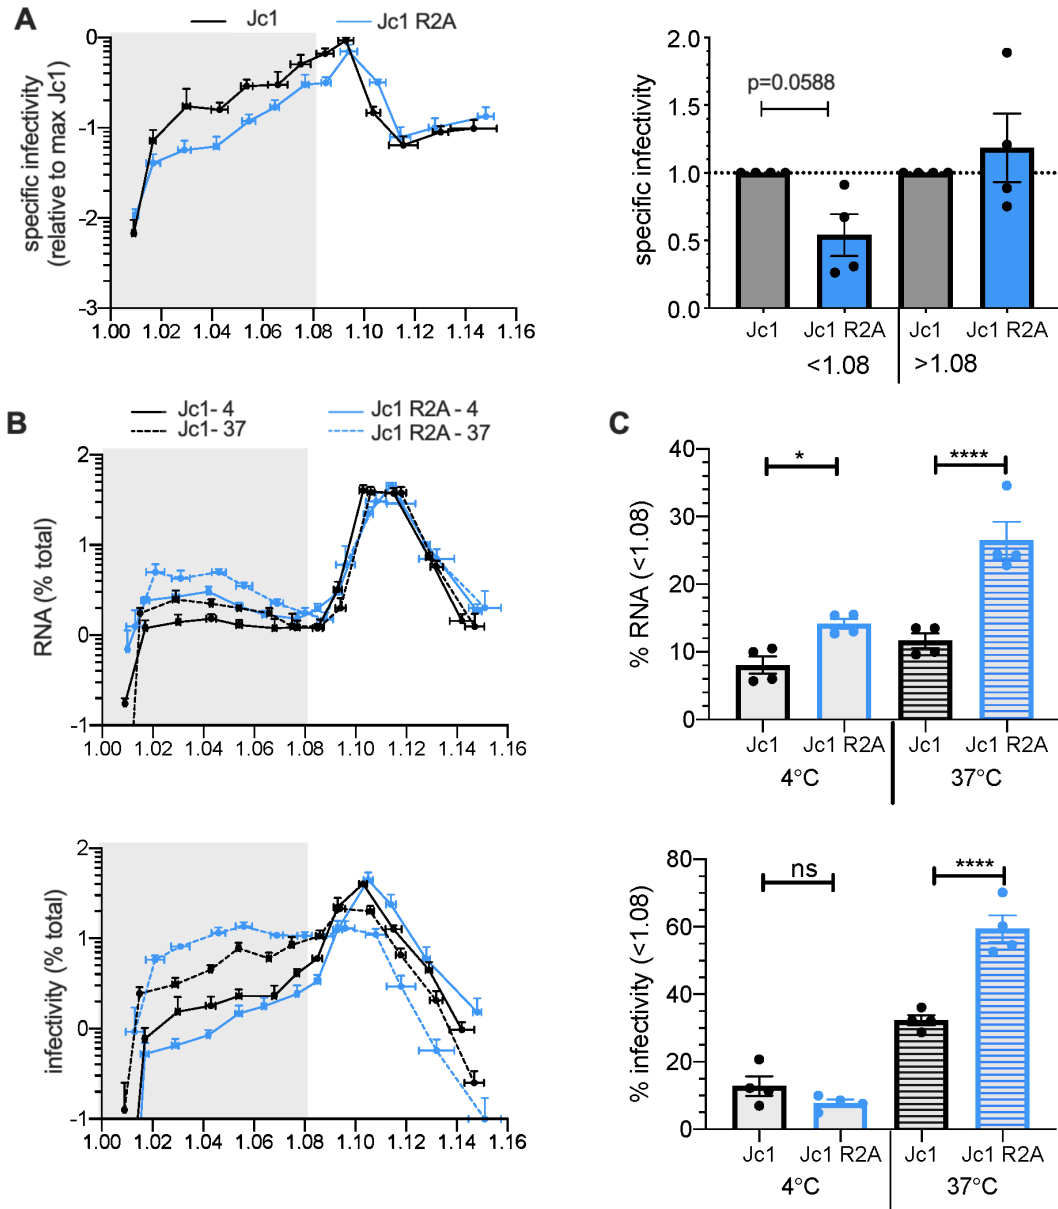 A
Jc1
Jc1 R2A
specific infectivity
(relative to max Jc1)
0
-1
-2
-3
1.00 1.02 1.04 1.06 1.08 1.10 1.12 1.14 1.16
specific infectivity
2.0
1.5
1.0
0.5
0.0
p=0.0588
Jc1 Jc1 R2A Jc1 Jc1 R2A
<1.08 >1.08
B
Jc1- 4
Jc1- 37
Jc1 R2A - 4
Jc1 R2A - 37
RNA (% total)
2
1
0
-1
1.00 1.02 1.04 1.06 1.08 1.10 1.12 1.14 1.16
infectivity (% total)
2
1
0
-1
1.00 1.02 1.04 1.06 1.08 1.10 1.12 1.14 1.16
C
% RNA (<1.08)
40
30
20
10
0
* ****
Jc1 Jc1 R2A Jc1 Jc1 R2A
4°C 37°C
% infectivity (<1.08)
80
60
40
20
0
ns ****
Jc1 Jc1 R2A Jc1 Jc1 R2A
4°C 37°C